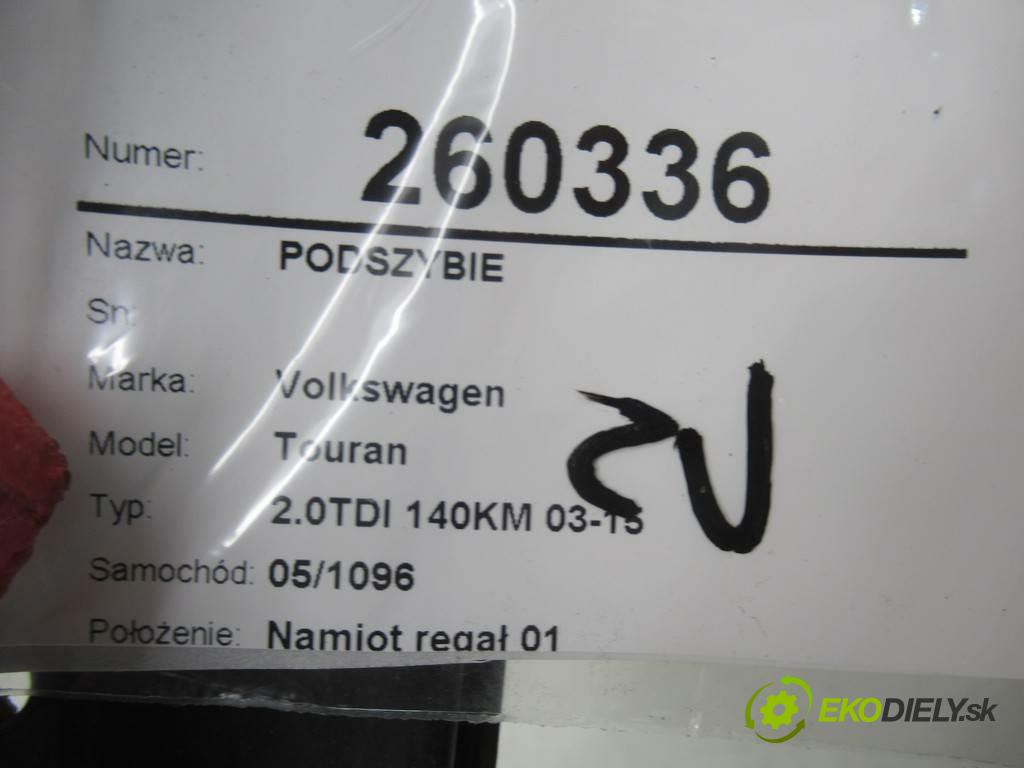 Numer: 260336
Nazwa: PODSZYBIE
Sn:
Marka: Volkswagen
Model: Touran
Typ: 2.0TDI 140KM 03-15
Samochód: 05/1096
Położenie: Namiot regał 01
EKODIELY.sk